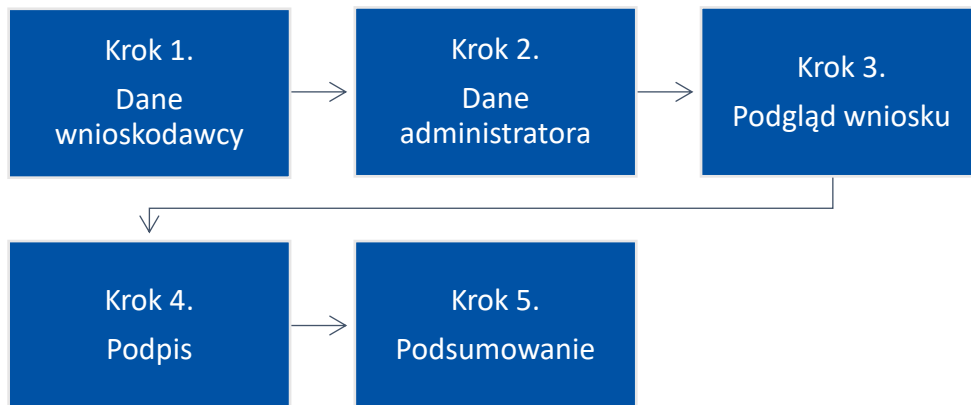 Krok 1.
Dane
wnioskodawcy
Krok 2.
Dane
administratora
Krok 3.
Podgląd wniosku
Krok 4.
Podpis
Krok 5.
Podsumowanie